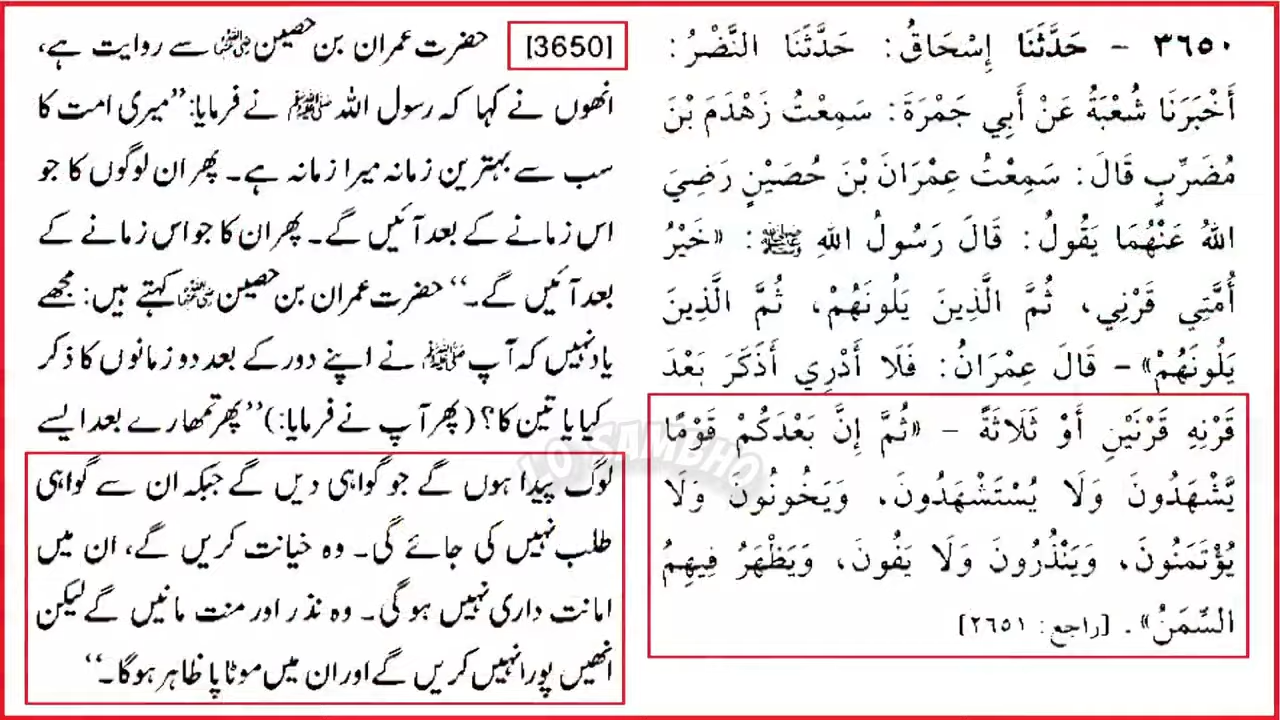 ٣٦٥٠ - حَدَّثَنَا إِسْحَاقُ: حَدَّثَنَا النَّضْرُ:
أَخْبَرَنَا شُعْبَةُ عَنْ أَبِي جَمْرَةَ: سَمِعْتُ زَهْدَمَ بْنَ
مُضَرِّبٍ قَالَ: سَمِعْتُ عِمْرَانَ بْنَ حُصَيْنٍ رَضِيَ
اللهُ عَنْهُمَا يَقُولُ: قَالَ رَسُولُ اللهِ ﷺ: «خَيْرُ
أُمَّتِي قَرْنِي، ثُمَّ الَّذِينَ يَلُونَهُمْ، ثُمَّ الَّذِينَ
يَلُونَهُمْ» - قَالَ عِمْرَانُ: فَلَا أَدْرِي أَذَكَرَ بَعْدَ
قَرْنِهِ قَرْنَيْنِ أَوْ ثَلَاثَةً - «ثُمَّ إِنَّ بَعْدَكُمْ قَوْمًا
يَّشْهَدُونَ وَلَا يُسْتَشْهَدُونَ، وَيَخُونُونَ وَلَا
يُؤْتَمَنُونَ، وَيَنْذُرُونَ وَلَا يَفُونَ، وَيَظْهَرُ فِيهِمُ
السِّمَنُ». [راجع: ٢٦٥١]
[3650] حضرت عمران بن حصین ؓ سے روایت ہے،
انھوں نے کہا کہ رسول اللہ ﷺ نے فرمایا: ’’میری امت کا
سب سے بہترین زمانہ میرا زمانہ ہے۔ پھر ان لوگوں کا جو
اس زمانے کے بعد آئیں گے۔ پھر ان کا جو اس زمانے کے
بعد آئیں گے۔‘‘ حضرت عمران بن حصین ؓ کہتے ہیں: مجھے
یاد نہیں کہ آپ ﷺ نے اپنے دور کے بعد دو زمانوں کا ذکر
کیا یا تین کا؟ (پھر آپ نے فرمایا:) ’’پھر تمھارے بعد ایسے
لوگ پیدا ہوں گے جو گواہی دیں گے جبکہ ان سے گواہی
طلب نہیں کی جائے گی۔ وہ خیانت کریں گے، ان میں
امانت داری نہیں ہوگی۔ وہ نذر اور منت مانیں گے لیکن
انھیں پورا نہیں کریں گے اور ان میں موٹاپا ظاہر ہوگا۔‘‘
LO SAMBHO